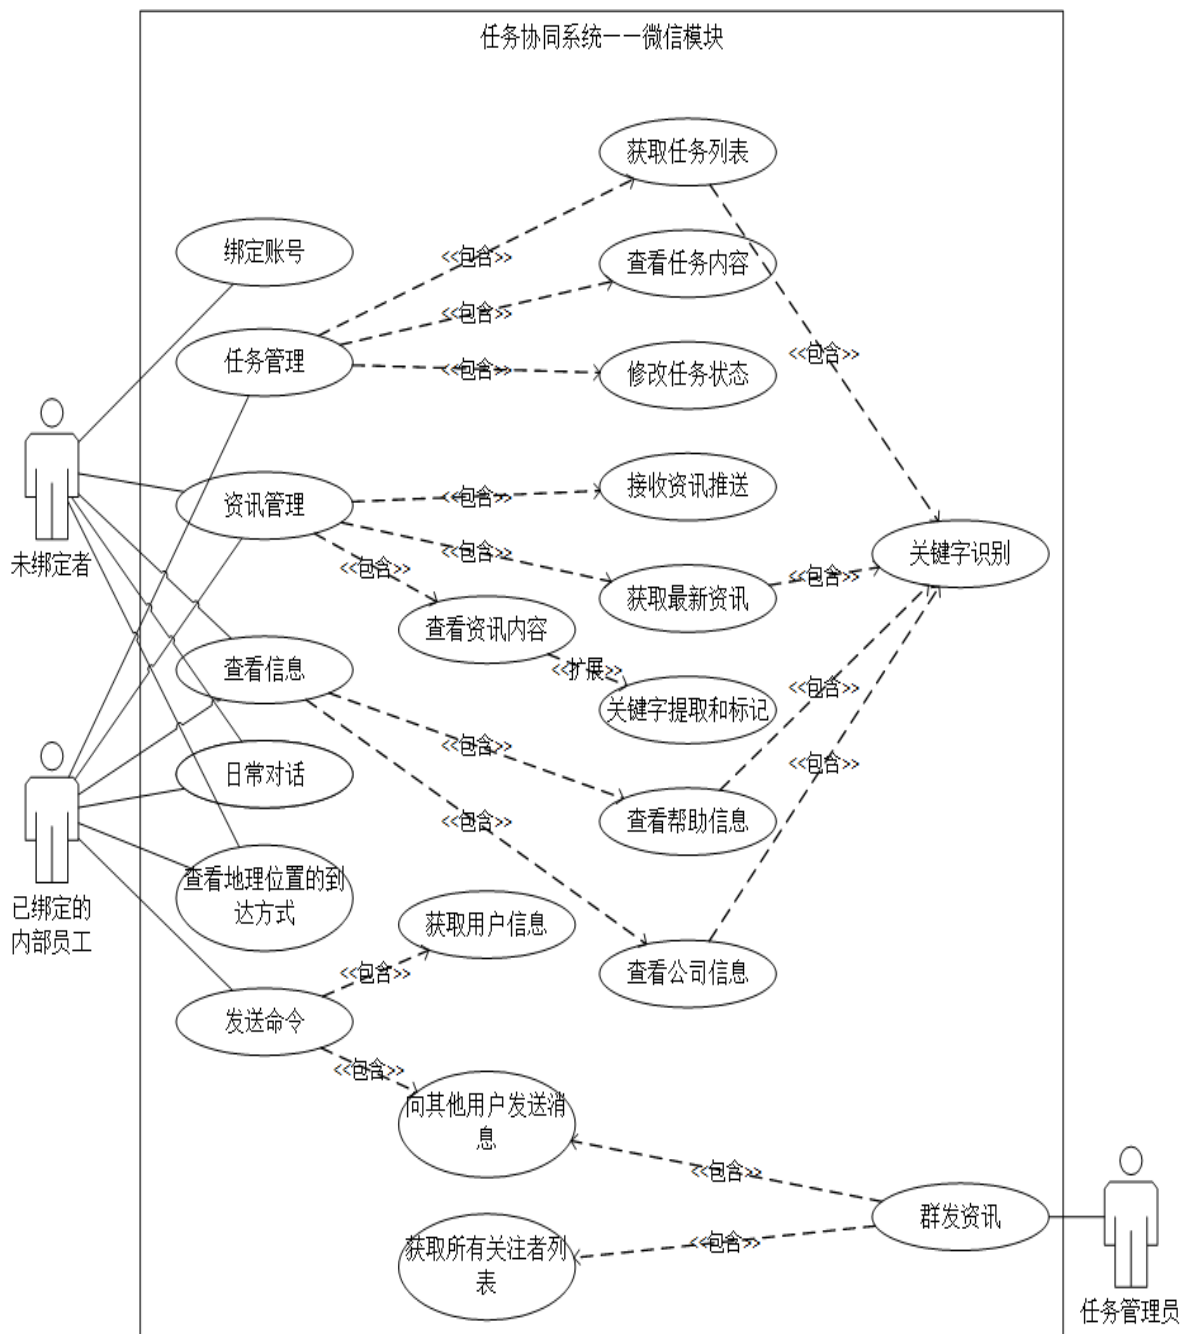 任务协同系统——微信模块
获取任务列表
绑定账号
<<包含>>
查看任务内容
<<包含>>
任务管理
<<包含>>
修改任务状态
<<包含>>
资讯管理
<<包含>>
接收资讯推送
未绑定者
<<包含>>
<<包含>>
获取最新资讯
<<包含>>
关键字识别
查看资讯内容
查看信息
<<扩展>>
关键字提取和标记
<<包含>>
<<包含>>
日常对话
<<包含>>
<<包含>>
查看帮助信息
查看地理位置的到
达方式
已绑定的
内部员工
获取用户信息
<<包含>>
查看公司信息
发送命令
<<包含>>
向其他用户发送消
息
<<包含>>
群发资讯
<<包含>>
获取所有关注者列
表
任务管理员